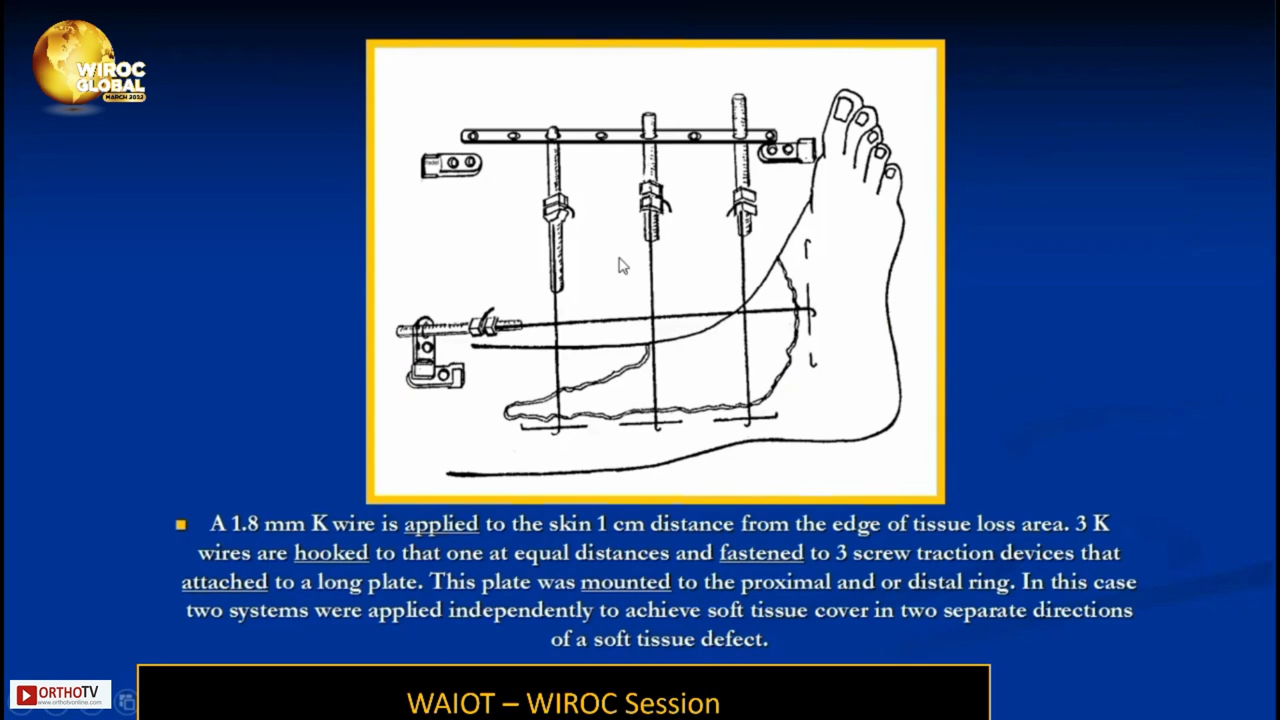 WIROC
GLOBAL
MARCH 2022
A 1.8 mm K wire is applied to the skin 1 cm distance from the edge of tissue loss area. 3 K
wires are hooked to that one at equal distances and fastened to 3 screw traction devices that
attached to a long plate. This plate was mounted to the proximal and or distal ring. In this case
two systems were applied independently to achieve soft tissue cover in two separate directions
of a soft tissue defect.
ORTHOTV
www.orthotvonline.com
WAIOT – WIROC Session